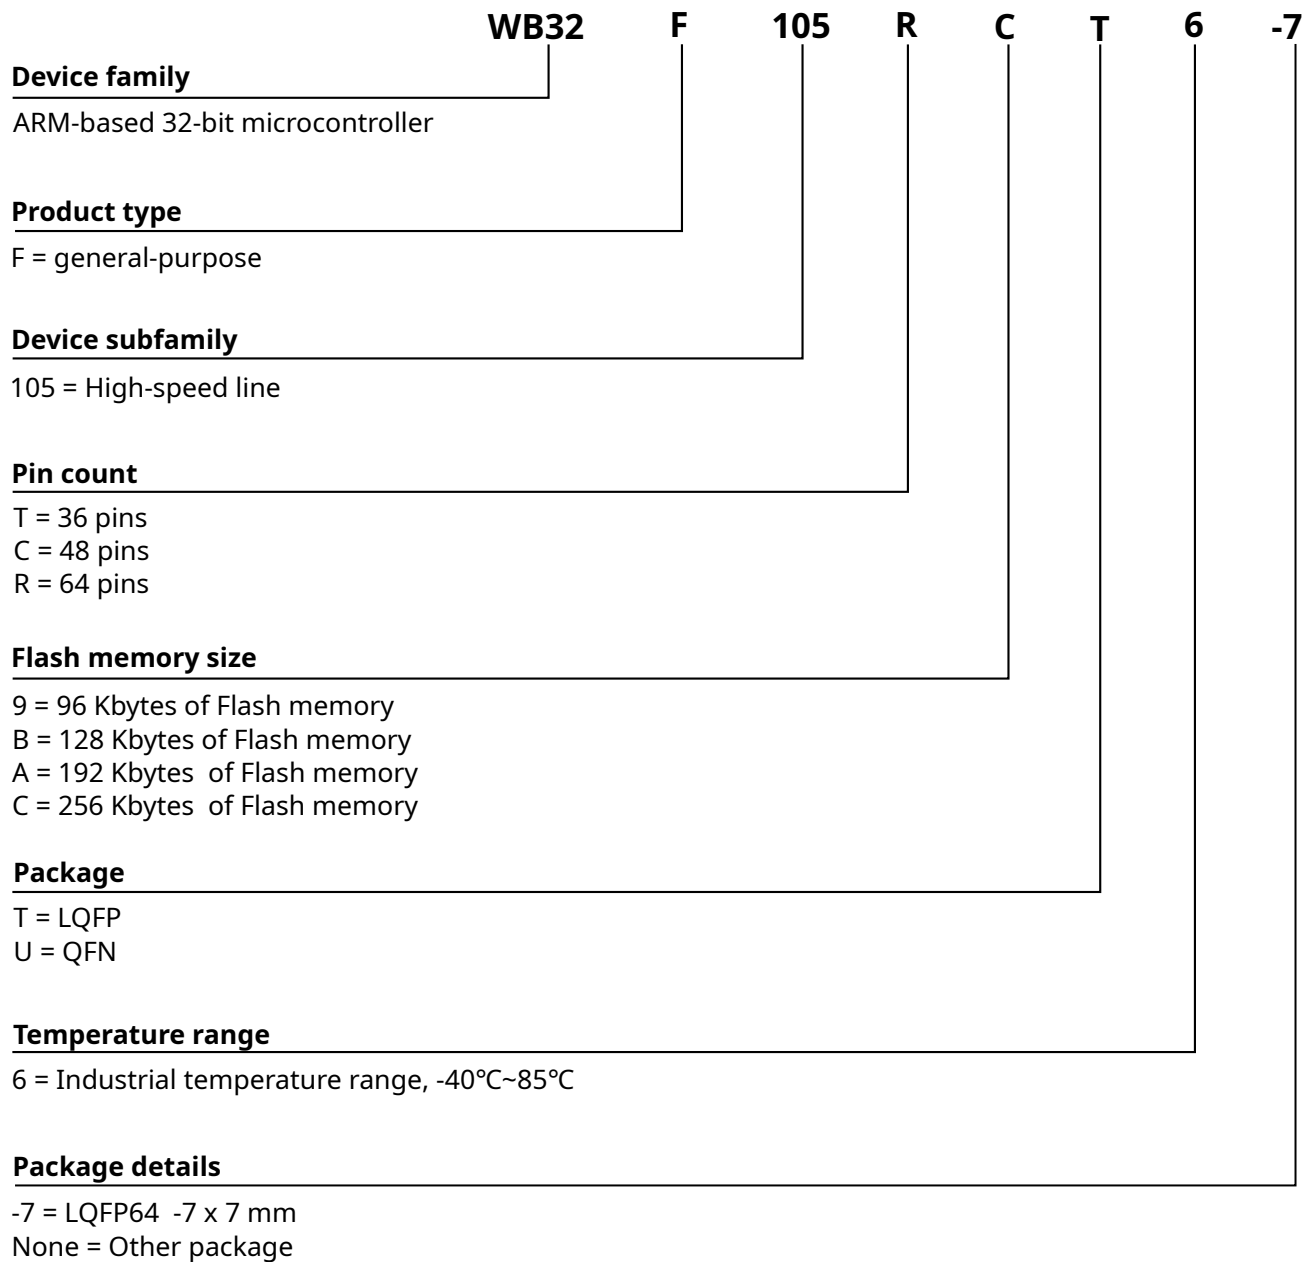 WB32 F 105 R C T 6 -7
Device family
ARM-based 32-bit microcontroller
Product type
F = general-purpose
Device subfamily
105 = High-speed line
Pin count
T = 36 pins
C = 48 pins
R = 64 pins
Flash memory size
9 = 96 Kbytes of Flash memory
B = 128 Kbytes of Flash memory
A = 192 Kbytes  of Flash memory
C = 256 Kbytes  of Flash memory
Package
T = LQFP
U = QFN
Temperature range
6 = Industrial temperature range, -40℃~85℃
Package details
-7 = LQFP64  -7 x 7 mm
None = Other package